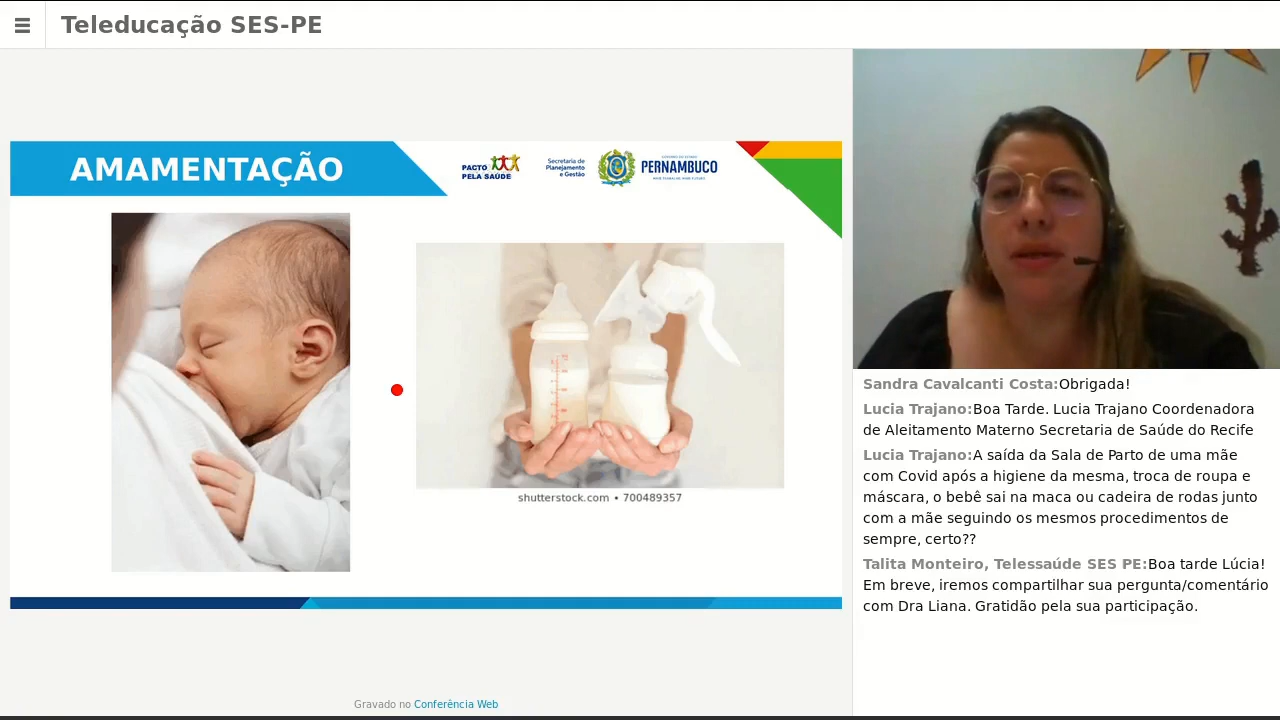 Teleducação SES-PE
AMAMENTAÇÃO
PACTO
PELA SAÚDE
Secretaria de
Planejamento
e Gestão
PERNAMBUCO
shutterstock.com • 700489357
Gravado no Conferência Web
Sandra Cavalcanti Costa:Obrigada!
Lucia Trajano:Boa Tarde. Lucia Trajano Coordenadora
de Aleitamento Materno Secretaria de Saúde do Recife
Lucia Trajano:A saída da Sala de Parto de uma mãe
com Covid após a higiene da mesma, troca de roupa e
máscara, o bebê sai na maca ou cadeira de rodas junto
com a mãe seguindo os mesmos procedimentos de
sempre, certo??
Talita Monteiro, Telessaúde SES PE:Boa tarde Lúcia!
Em breve, iremos compartilhar sua pergunta/comentário
com Dra Liana. Gratidão pela sua participação.